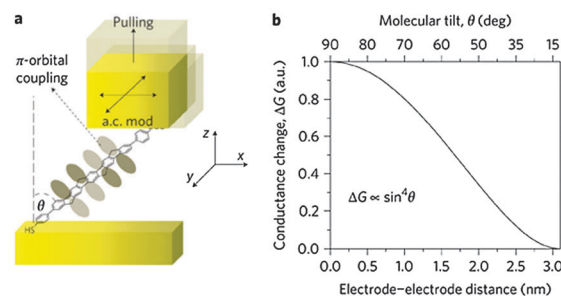 a
Pulling
π-orbital
coupling
a.c. mod
z
x
y
θ
HS
b
Molecular tilt, θ (deg)
90 80 70 60 50 40 35 25 15
Conductance change, ΔG (a.u.)
1.0
0.8
0.6
0.4
0.2
0.0
ΔG ∝ sin⁴θ
0.0 0.5 1.0 1.5 2.0 2.5 3.0
Electrode–electrode distance (nm)